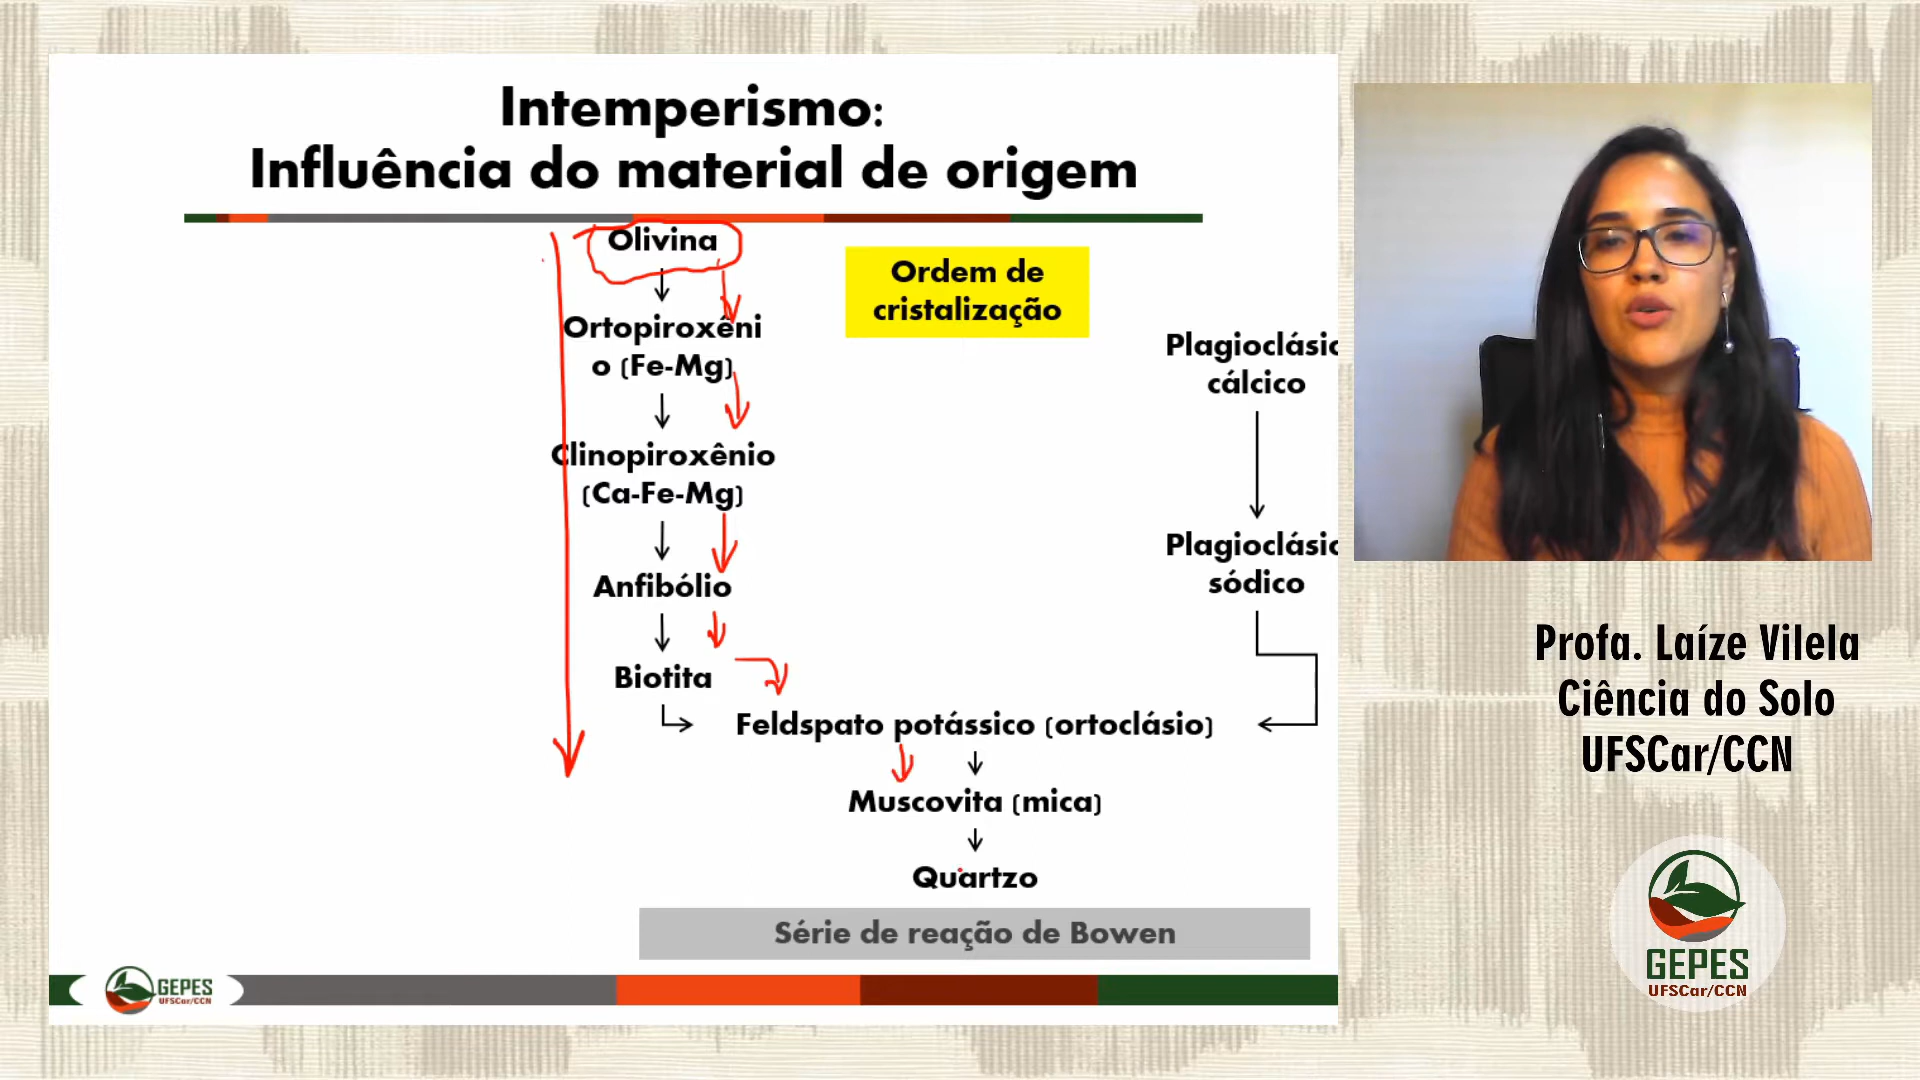 Intemperismo:
Influência do material de origem
Olivina
Ordem de
cristalização
Ortopiroxêni
o (Fe-Mg)
Plagioclásic
cálcico
Clinopiroxênio
(Ca-Fe-Mg)
Plagioclásic
sódico
Anfibólio
Biotita
Feldspato potássico (ortoclásio)
Muscovita (mica)
Quartzo
Série de reação de Bowen
GEPES
UFSCar/CCN
Profa. Laíze Vilela
Ciência do Solo
UFSCar/CCN
GEPES
UFSCar/CCN